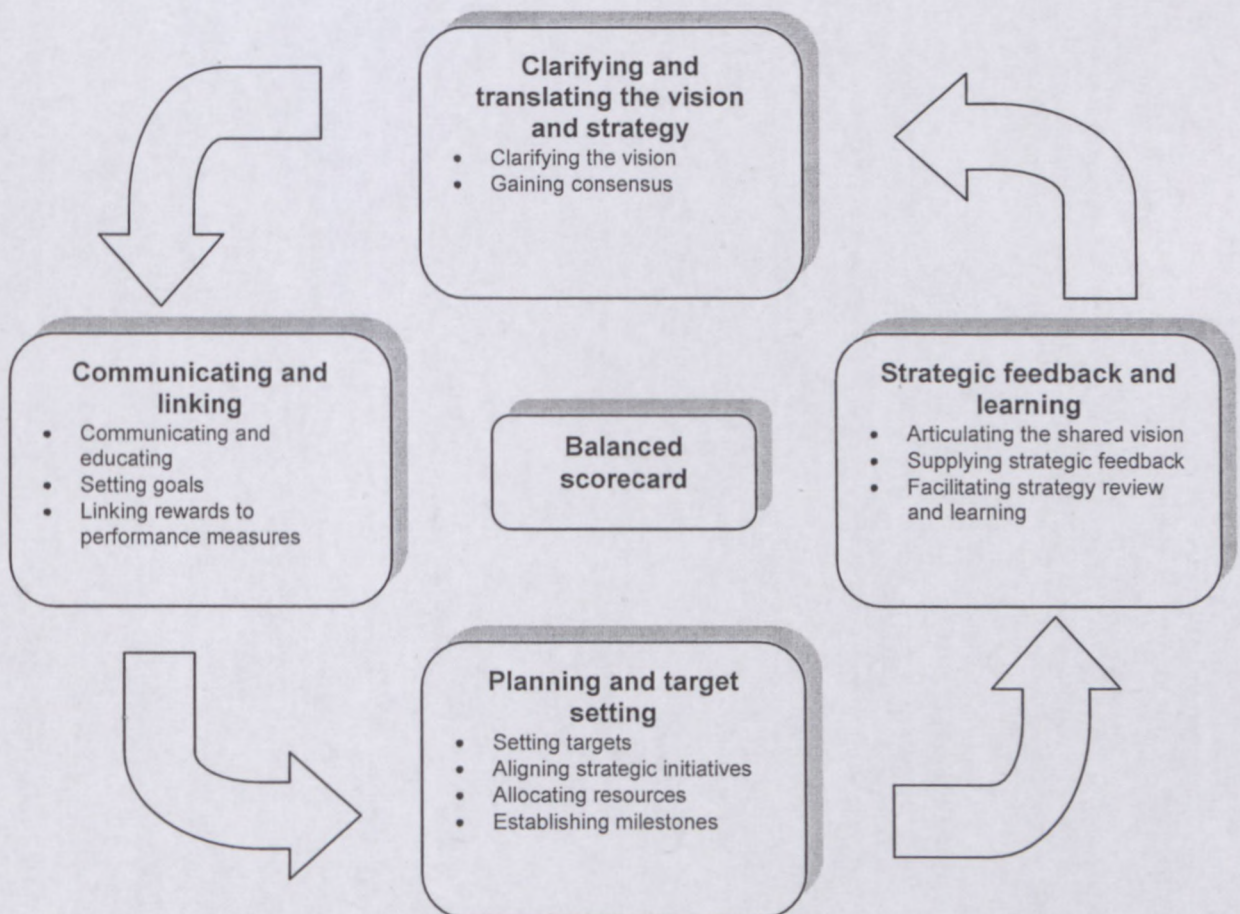 Clarifying and
translating the vision
and strategy
• Clarifying the vision
• Gaining consensus
Communicating and
linking
• Communicating and
educating
• Setting goals
• Linking rewards to
performance measures
Balanced
scorecard
Strategic feedback and
learning
• Articulating the shared vision
• Supplying strategic feedback
• Facilitating strategy review
and learning
Planning and target
setting
• Setting targets
• Aligning strategic initiatives
• Allocating resources
• Establishing milestones